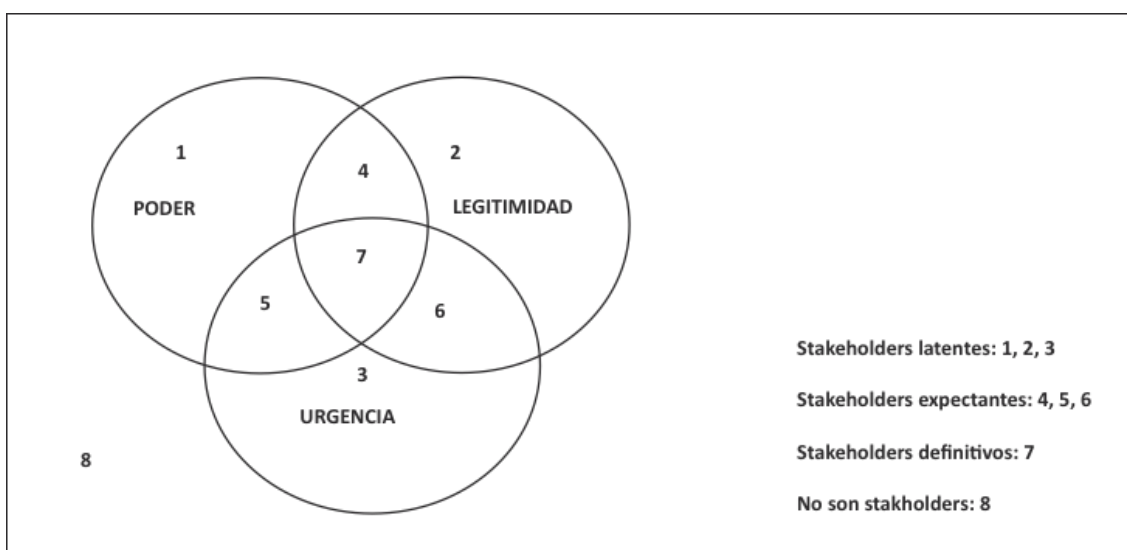 1
2
4
PODER
LEGITIMIDAD
7
5
6
3
URGENCIA
8
Stakeholders latentes: 1, 2, 3
Stakeholders expectantes: 4, 5, 6
Stakeholders definitivos: 7
No son stakholders: 8